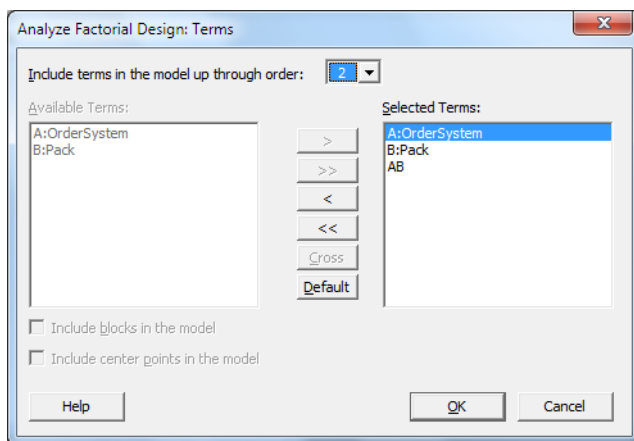 Analyze Factorial Design: Terms
Include terms in the model up through order: 2
Available Terms:
A:OrderSystem
B:Pack
>
>>
<
<<
Cross
Default
Selected Terms:
A:OrderSystem
B:Pack
AB
Include blocks in the model
Include center points in the model
Help
OK
Cancel